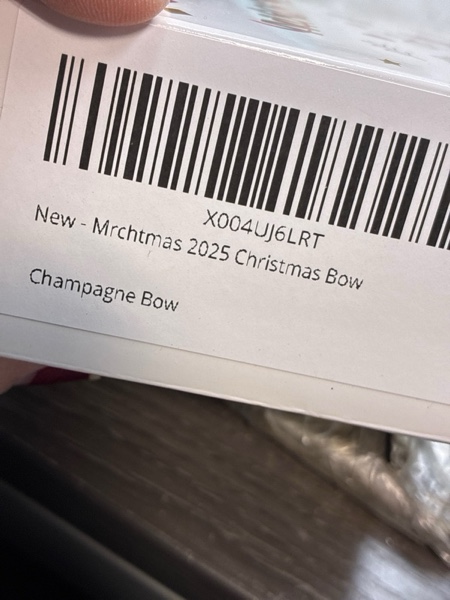 X004UJ6LRT
New - Mrchtmas 2025 Christmas Bow
Champagne Bow